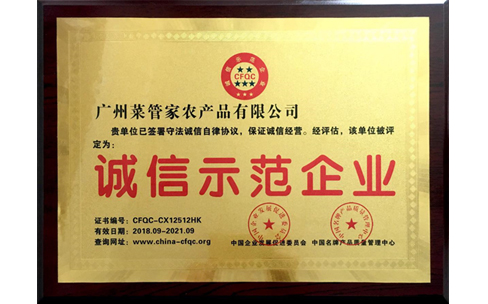 CFQC
广州菜管家农产品有限公司
贵单位已签署守法诚信自律协议，保证诚信经营。经评估，该单位被评
定为：
诚信示范企业
证书编号：CFQC-CX12512HK
有效日期：2018.09-2021.09
查询网址：www.china-cfqc.org
中国企业发展促进委员会 中国名牌产品质量管理中心